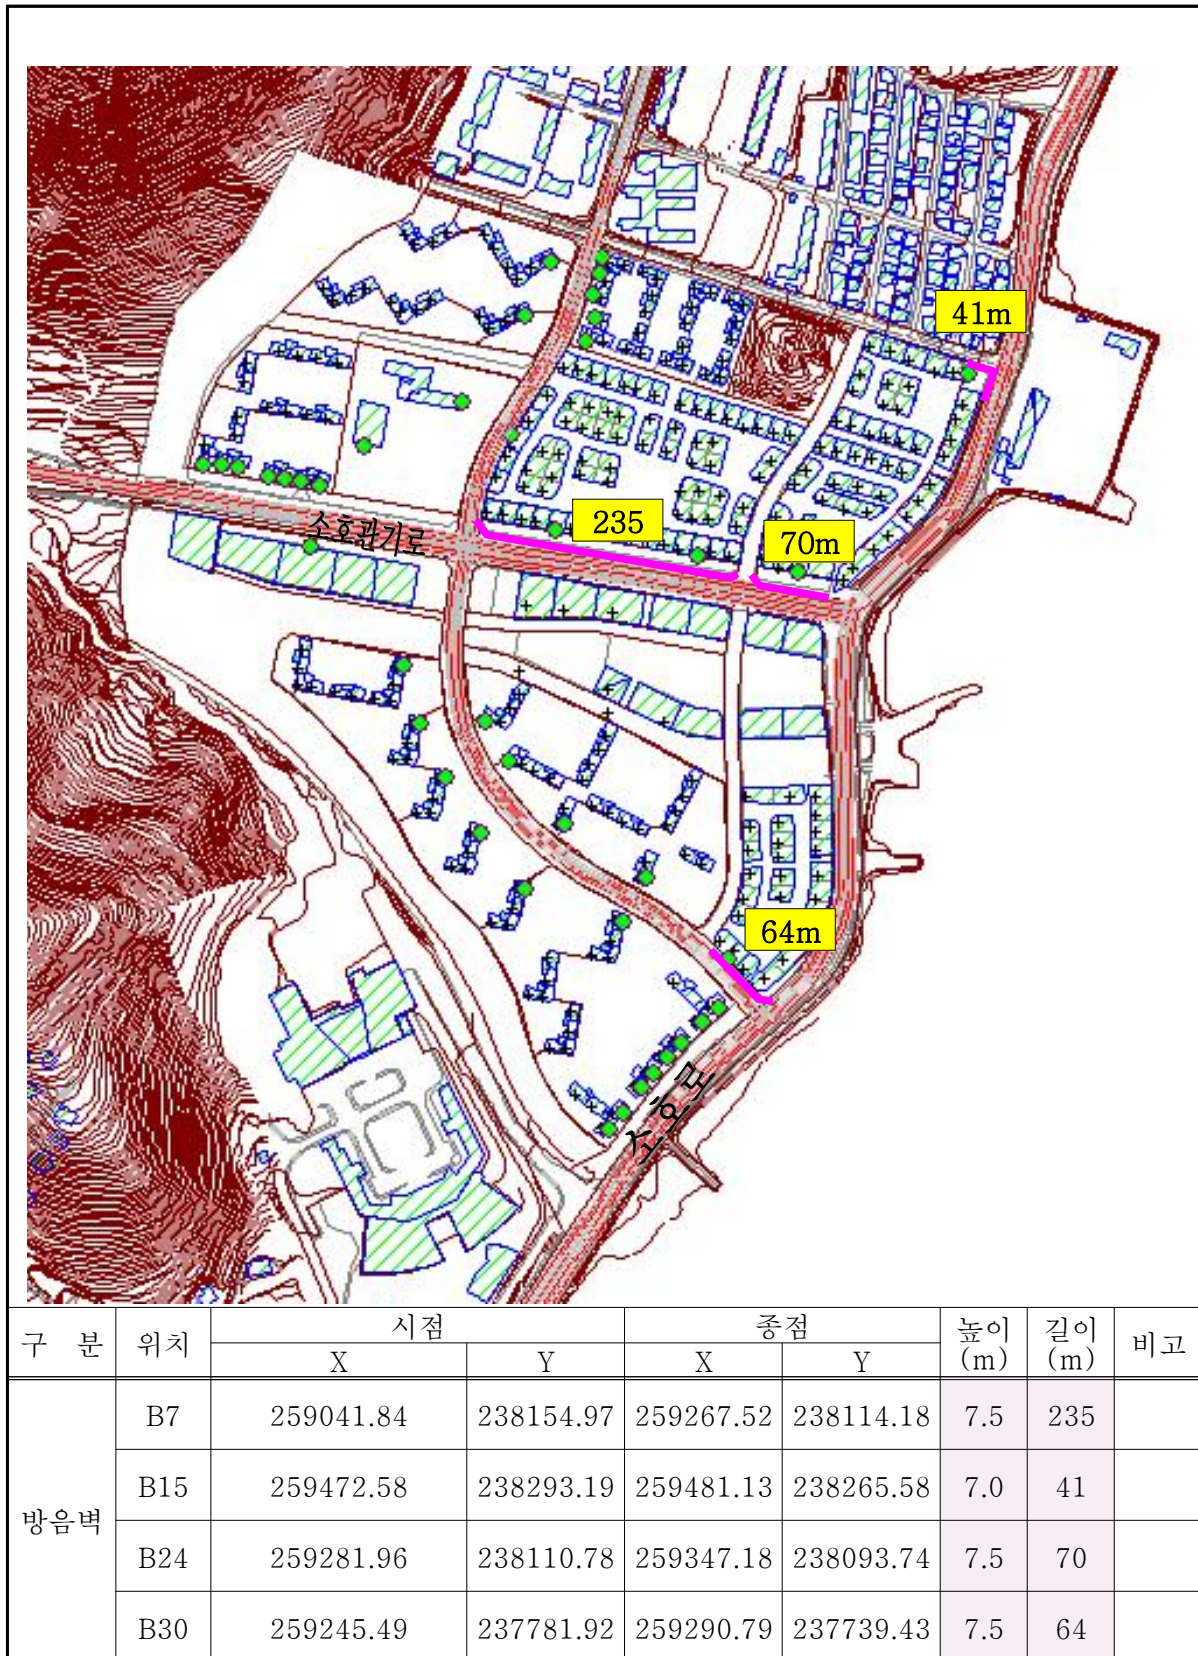 41m
235
70m
소호관기로
64m
소호로
구 분 위치 시점 종점 높이 (m) 길이 (m) 비고
X Y X Y
방음벽
B7 259041.84 238154.97 259267.52 238114.18 7.5 235
B15 259472.58 238293.19 259481.13 238265.58 7.0 41
B24 259281.96 238110.78 259347.18 238093.74 7.5 70
B30 259245.49 237781.92 259290.79 237739.43 7.5 64